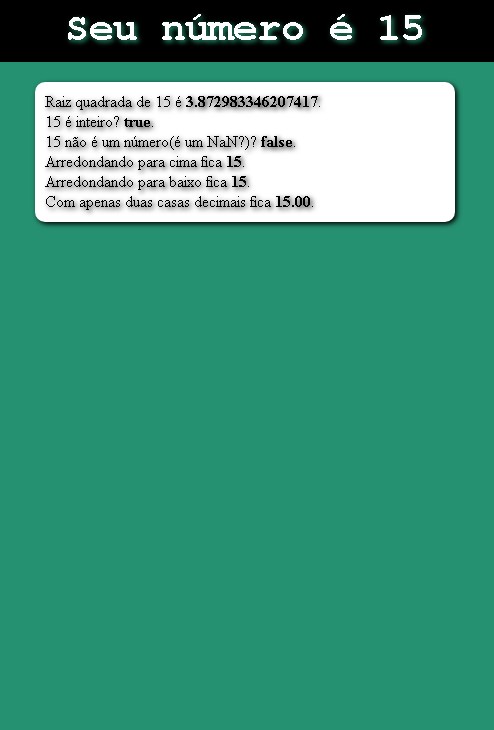 Seu número é 15
Raiz quadrada de 15 é 3.872983346207417.
15 é inteiro? true.
15 não é um número(é um NaN?)? false.
Arredondando para cima fica 15.
Arredondando para baixo fica 15.
Com apenas duas casas decimais fica 15.00.